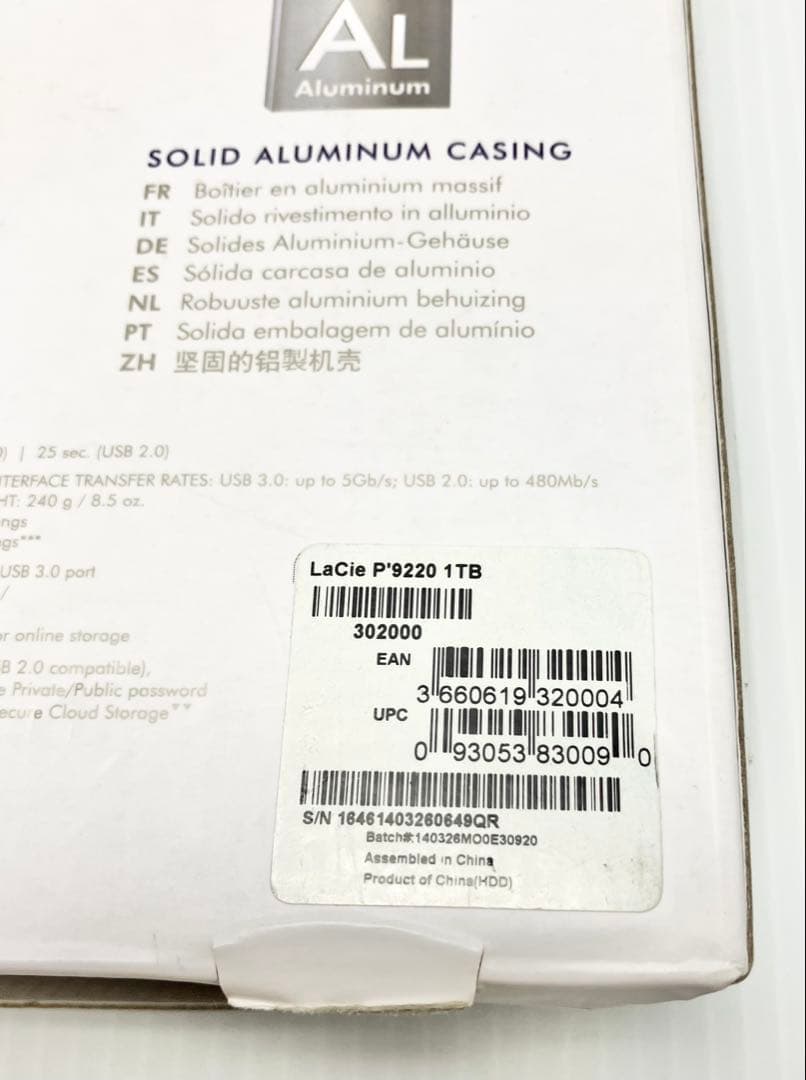 AL
Aluminum
SOLID ALUMINUM CASING
FR Boîtier en aluminium massif
IT Solido rivestimento in alluminio
DE Solides Aluminium-Gehäuse
ES Sólida carcasa de aluminio
NL Robuuste aluminium behuizing
PT Solida embalagem de alumínio
ZH 坚固的铝製机壳
) | 25 sec. (USB 2.0)
TERFACE TRANSFER RATES: USB 3.0: up to 5Gb/s; USB 2.0: up to 480Mb/s
HT: 240 g / 8.5 oz.
ngs
gs***
USB 3.0 port
/
or online storage
B 2.0 compatible),
e Private/Public password
ecure Cloud Storage**
LaCie P'9220 1TB
302000
EAN
3 660619 320004
UPC
0 93053 83009 0
S/N 16461403260649QR
Batch#:140326MO0E30920
Assembled in China
Product of China(HDD)